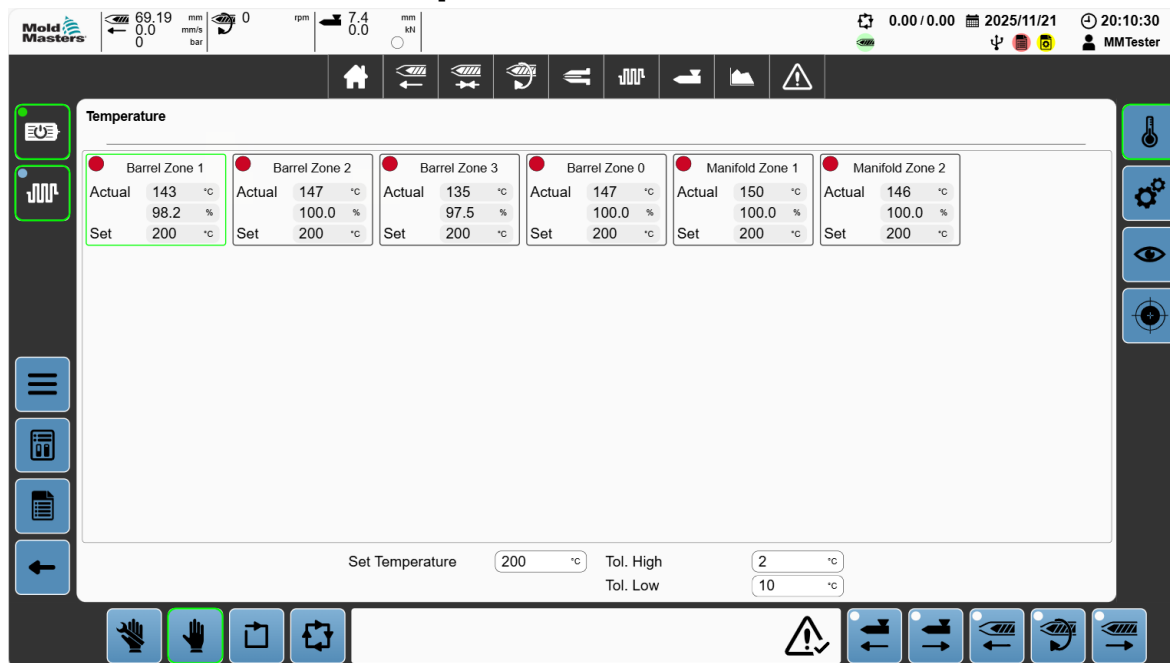 Mold
Masters
69.19 mm
0.0 mm/s
0 bar
0 rpm
7.4 mm
0.0 kN
0.00 / 0.00
2025/11/21
20:10:30
MMTester
Temperature
Barrel Zone 1
Actual 143 °C
98.2 %
Set 200 °C
Barrel Zone 2
Actual 147 °C
100.0 %
Set 200 °C
Barrel Zone 3
Actual 135 °C
97.5 %
Set 200 °C
Barrel Zone 0
Actual 147 °C
100.0 %
Set 200 °C
Manifold Zone 1
Actual 150 °C
100.0 %
Set 200 °C
Manifold Zone 2
Actual 146 °C
100.0 %
Set 200 °C
Set Temperature 200 °C
Tol. High 2 °C
Tol. Low 10 °C